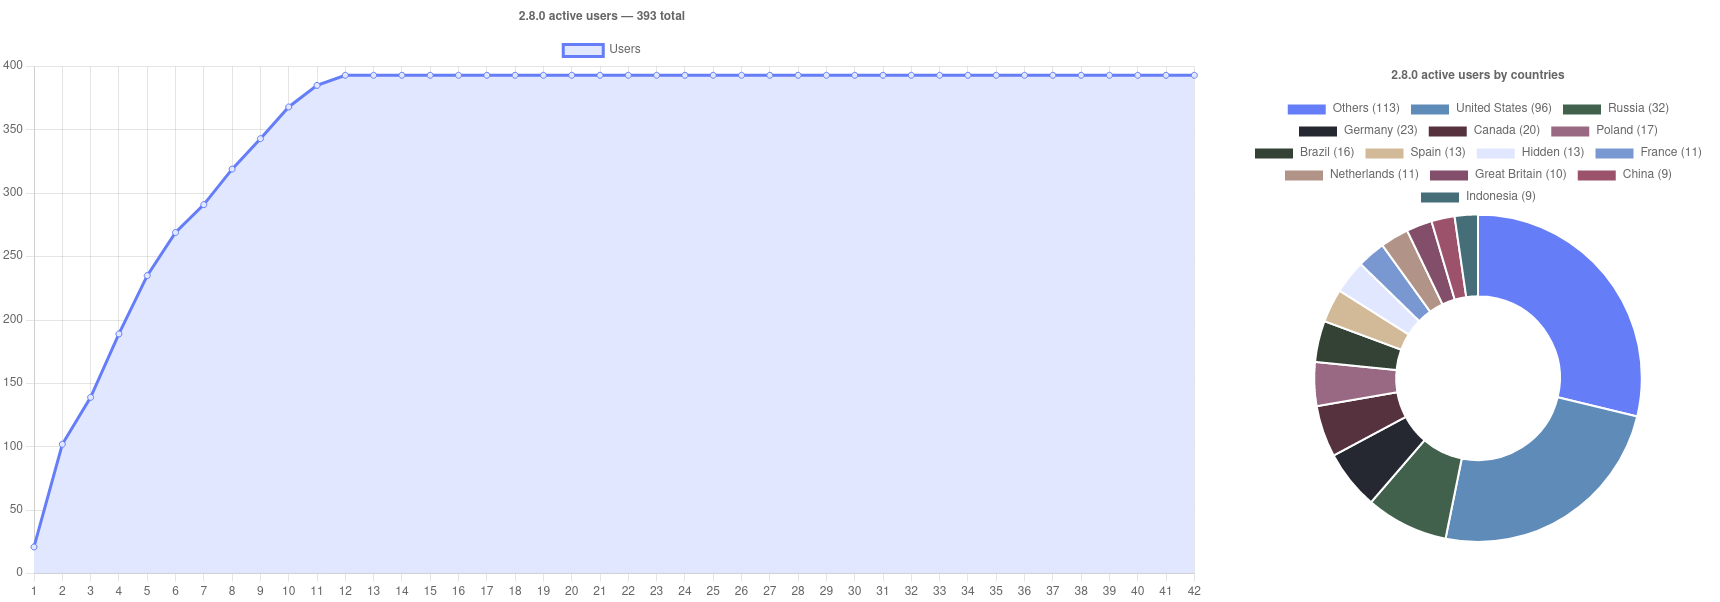 2.8.0 active users — 393 total
Users
400
350
300
250
200
150
100
50
0
1 2 3 4 5 6 7 8 9 10 11 12 13 14 15 16 17 18 19 20 21 22 23 24 25 26 27 28 29 30 31 32 33 34 35 36 37 38 39 40 41 42
2.8.0 active users by countries
Others (113) United States (96) Russia (32)
Germany (23) Canada (20) Poland (17)
Brazil (16) Spain (13) Hidden (13) France (11)
Netherlands (11) Great Britain (10) China (9)
Indonesia (9)